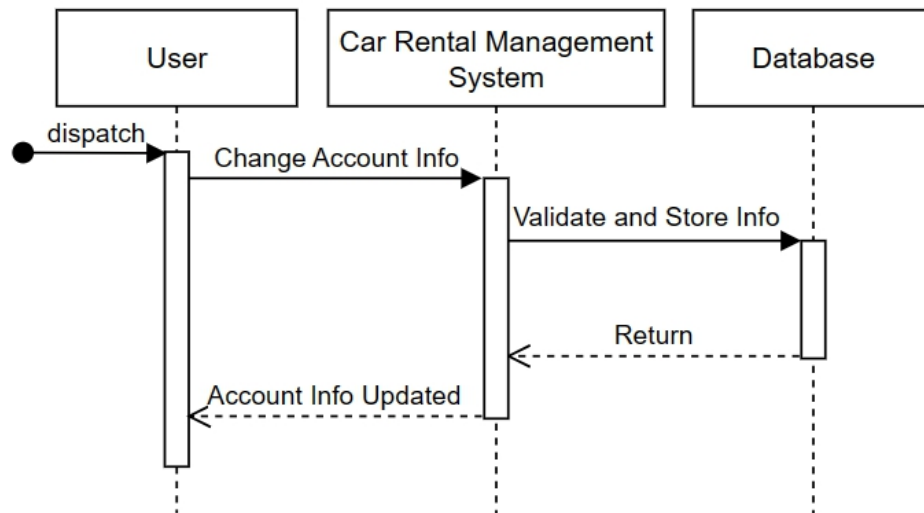 User
Car Rental Management
System
Database
dispatch
Change Account Info
Validate and Store Info
Return
Account Info Updated